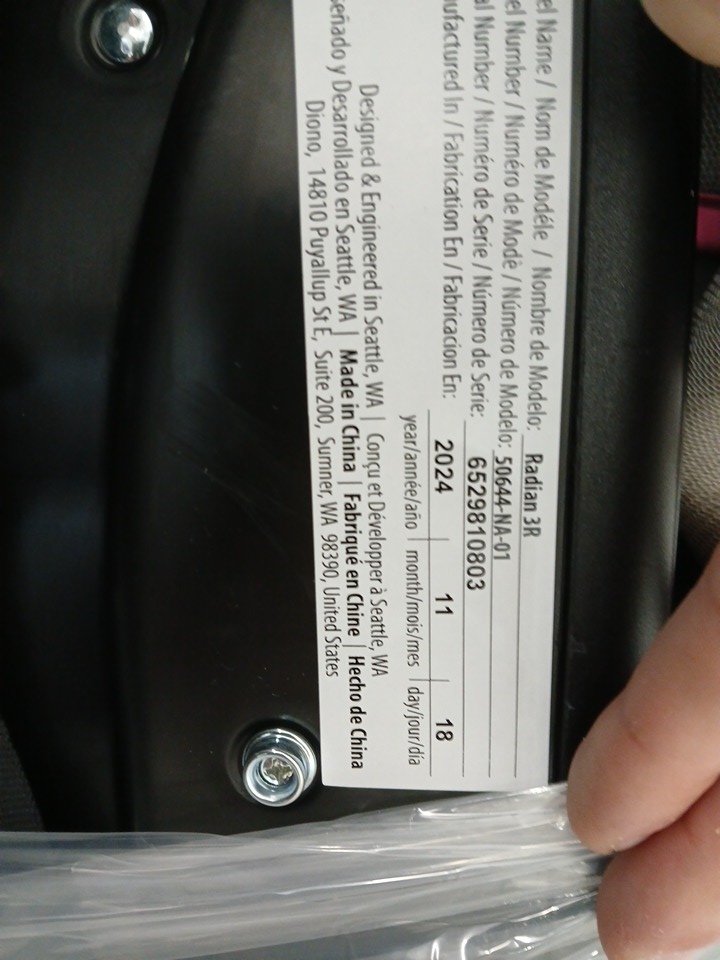 el Name / Nom de Modéle / Nombre de Modelo: Radian 3R
el Number / Numéro de Modè / Número de Modelo: 50644-NA-01
al Number / Numéro de Serie / Número de Serie: 6529810803
ufactured In / Fabrication En / Fabricacion En: 2024 | 11 | 18
year/année/año | month/mois/mes | day/jour/día
Designed & Engineered in Seattle, WA | Conçu et Développer à Seattle, WA
eñado y Desarrollado en Seattle, WA | Made in China | Fabriqué en Chine | Hecho de China
Diono, 14810 Puyallup St E, Suite 200, Sumner, WA 98390, United States